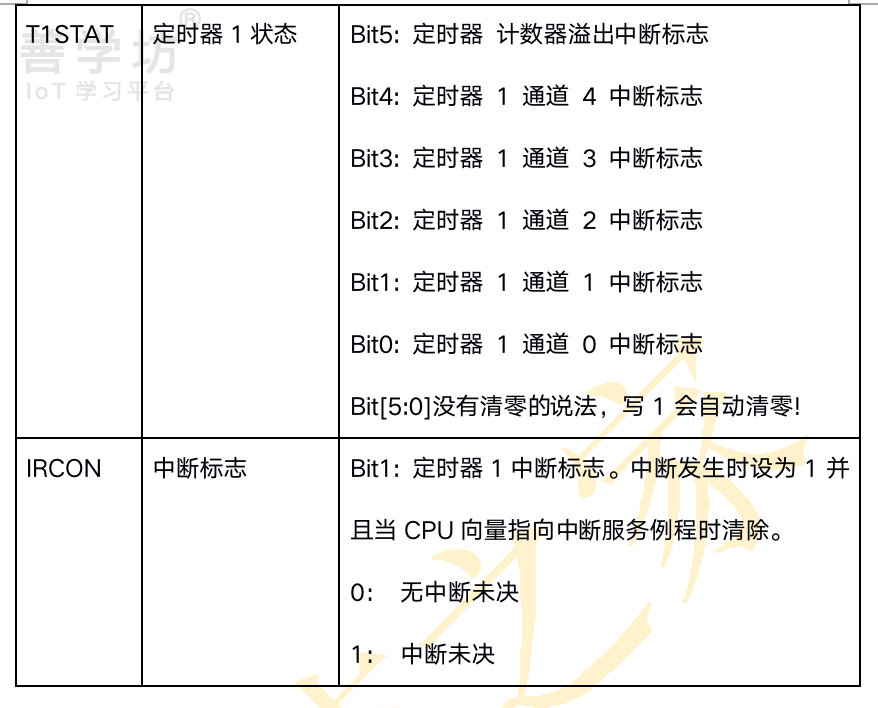 T1STAT
定时器 1 状态
Bit5: 定时器 计数器溢出中断标志
Bit4: 定时器 1 通道 4 中断标志
Bit3: 定时器 1 通道 3 中断标志
Bit2: 定时器 1 通道 2 中断标志
Bit1: 定时器 1 通道 1 中断标志
Bit0: 定时器 1 通道 0 中断标志
Bit[5:0]没有清零的说法，写 1 会自动清零!
IRCON
中断标志
Bit1: 定时器 1 中断标志。中断发生时设为 1 并
且当 CPU 向量指向中断服务例程时清除。
0: 无中断未决
1: 中断未决
善学坊®
IoT 学习平台